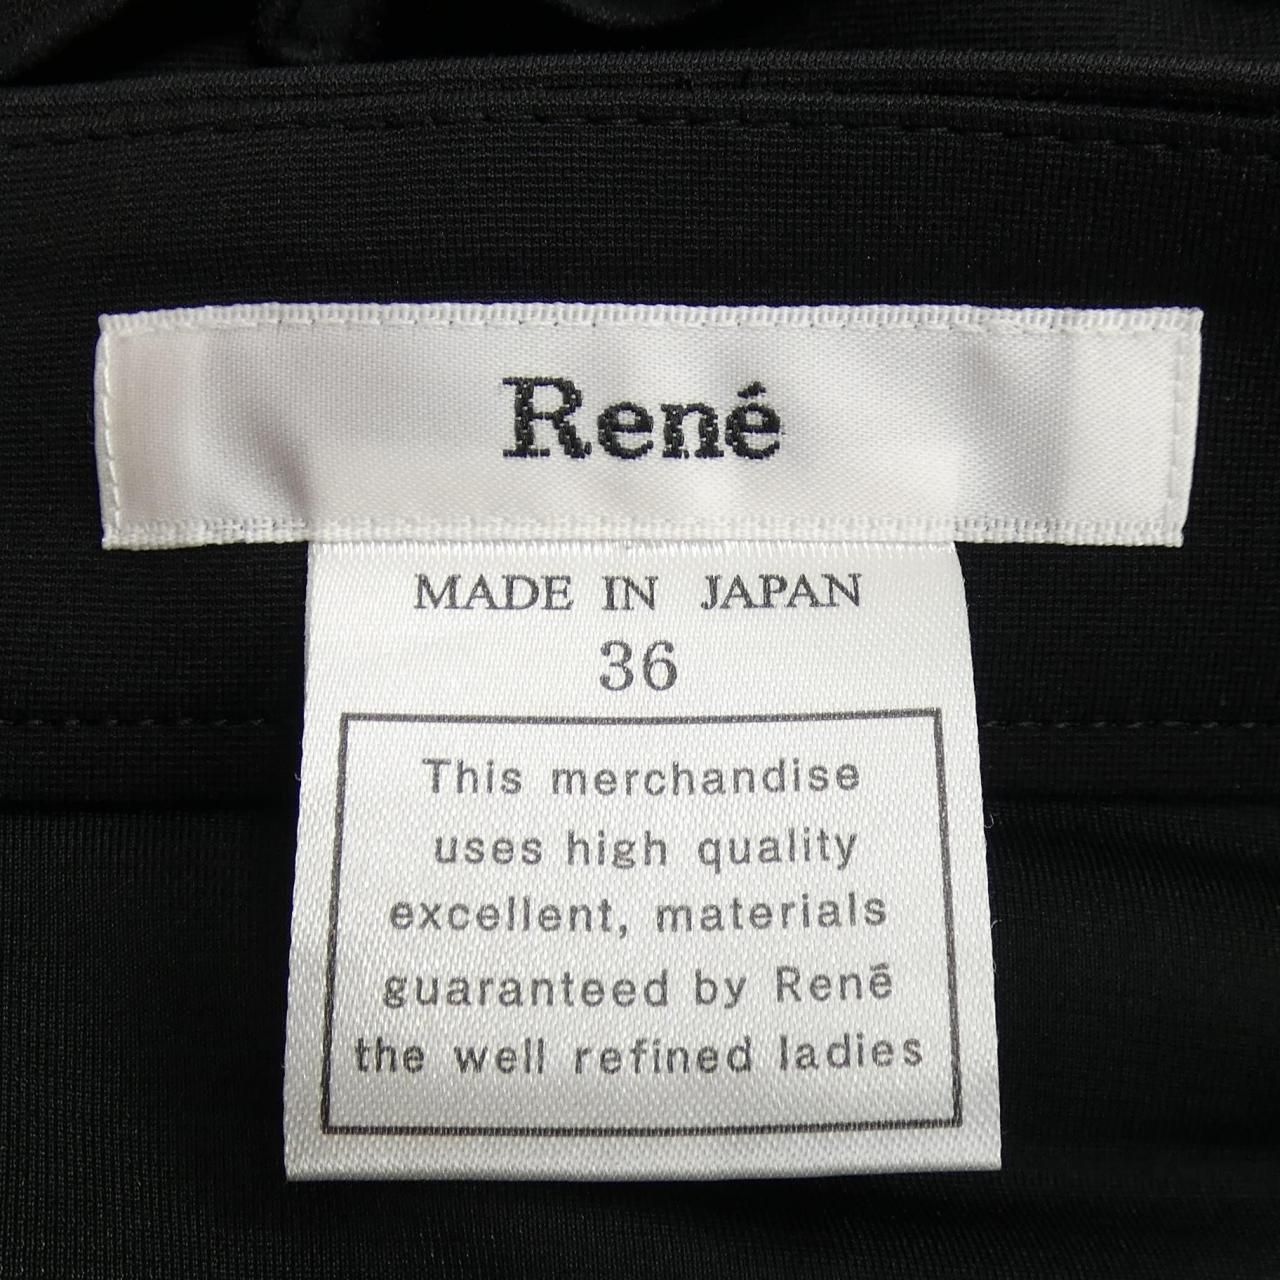 René
MADE IN JAPAN
36
This merchandise
uses high quality
excellent, materials
guaranteed by René
the well refined ladies